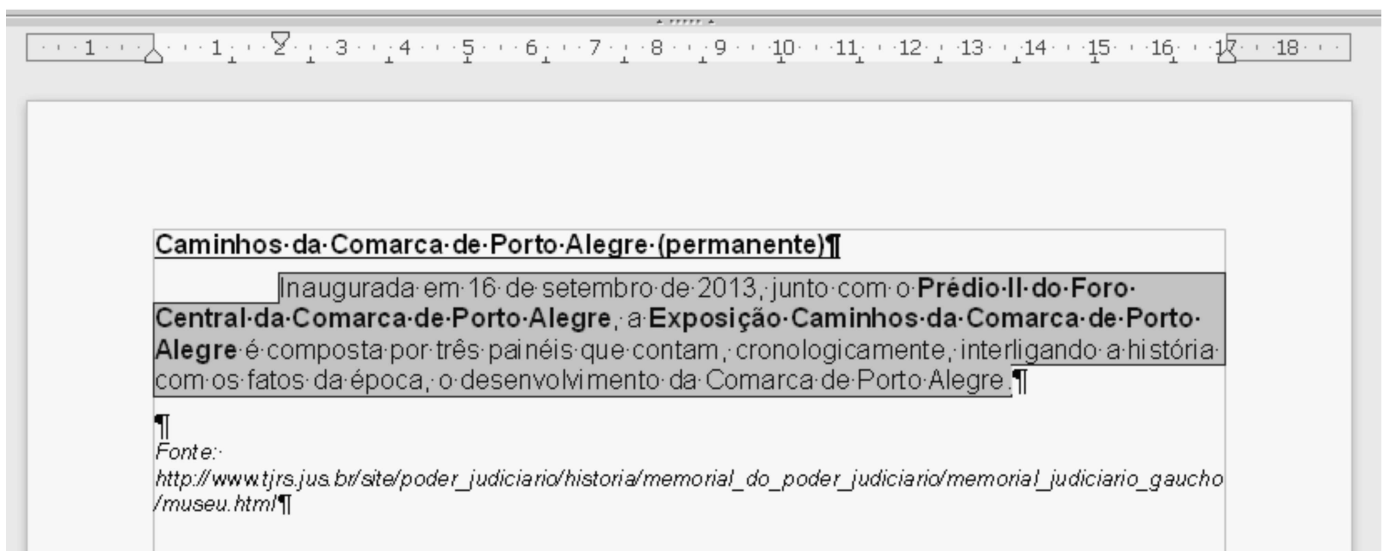 1 1 2 3 4 5 6 7 8 9 10 11 12 13 14 15 16 17 18
Caminhos·da·Comarca·de·Porto·Alegre·(permanente)¶
Inaugurada·em·16·de·setembro·de·2013,·junto·com·o·Prédio·II·do·Foro·
Central·da·Comarca·de·Porto·Alegre,·a·Exposição·Caminhos·da·Comarca·de·Porto·
Alegre·é·composta·por·três·painéis·que·contam,·cronologicamente,·interligando·a·história·
com·os·fatos·da·época,·o·desenvolvimento·da·Comarca·de·Porto·Alegre.¶
¶
Fonte:·
http://www.tjrs.jus.br/site/poder_judiciario/historia/memorial_do_poder_judiciario/memorial_judiciario_gaucho
/museu.html¶